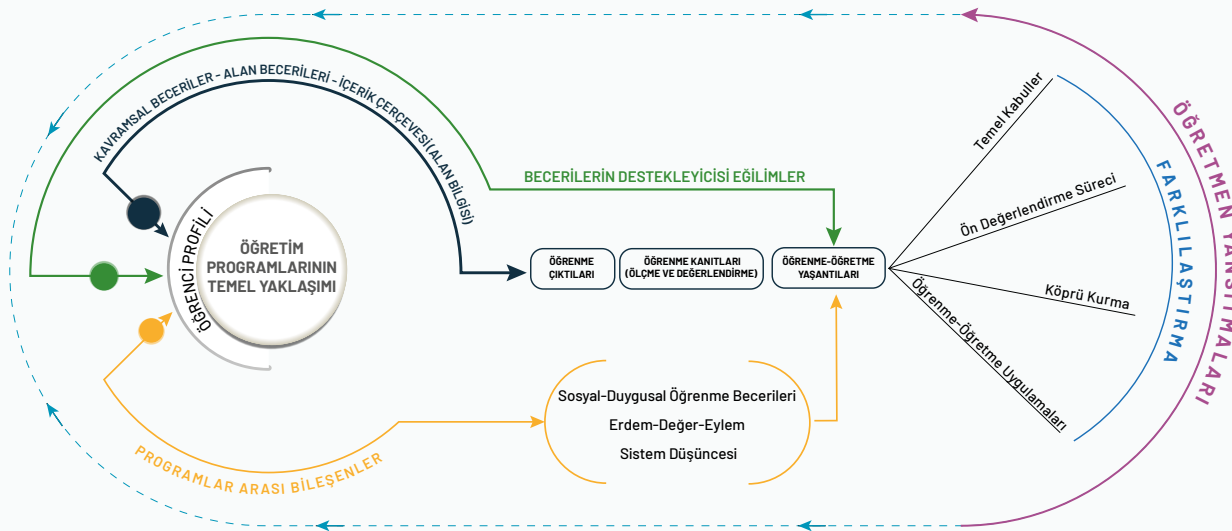 KAVRAMSAL BECERİLER - ALAN BECERİLERİ - İÇERİK ÇERÇEVESİ (ALAN BİLGİSİ)
ÖĞRENCİ PROFİLİ
ÖĞRETİM
PROGRAMLARININ
TEMEL YAKLAŞIMI
PROGRAMLAR ARASI BİLEŞENLER
BECERİLERİN DESTEKLEYİCİSİ EĞİLİMLER
ÖĞRENME
ÇIKTILARI
ÖĞRENME KANITLARI
(ÖLÇME VE DEĞERLENDİRME)
ÖĞRENME-ÖĞRETME
YAŞANTILARI
Sosyal-Duygusal Öğrenme Becerileri
Erdem-Değer-Eylem
Sistem Düşüncesi
Temel Kabuller
Ön Değerlendirme Süreci
Köprü Kurma
Öğrenme-Öğretme Uygulamaları
FARKLILAŞTIRMA
ÖĞRETMEN YANSITMALARI